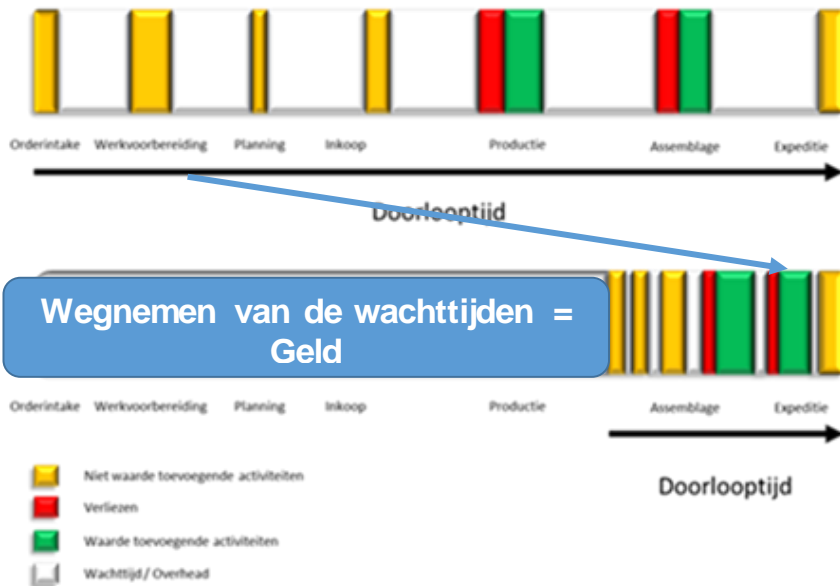 Orderintake Werkvoorbereiding Planning Inkoop Productie Assemblage Expeditie
Doorlooptijd
Wegnemen van de wachttijden =
Geld
Orderintake Werkvoorbereiding Planning Inkoop Productie Assemblage Expeditie
Doorlooptijd
Niet waarde toevoegende activiteiten
Verliezen
Waarde toevoegende activiteiten
Wachttijd / Overhead